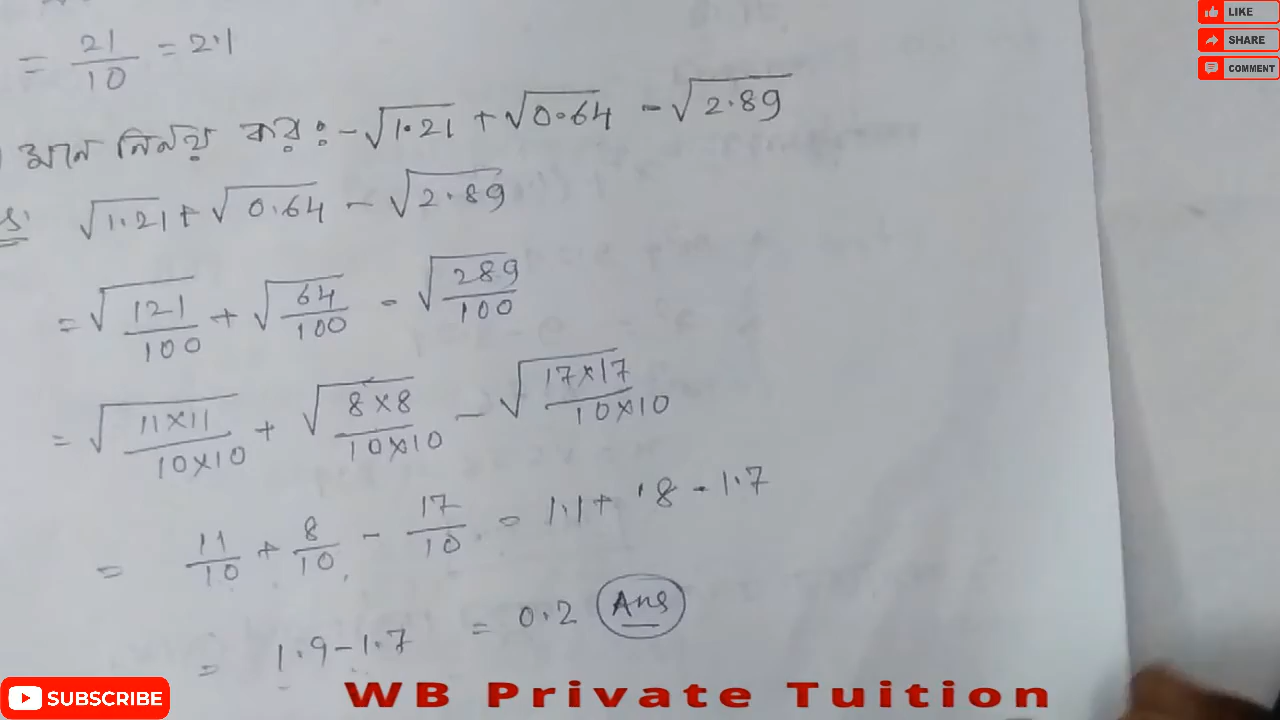 = 21/10 = 2.1
মান নির্ণয় কর: - √1.21 + √0.64 - √2.89
S: √1.21 + √0.64 - √2.89
= √121/100 + √64/100 - √289/100
= √11×11/10×10 + √8×8/10×10 - √17×17/10×10
= 11/10 + 8/10 - 17/10 = 1.1 + .8 - 1.7
= 1.9 - 1.7 = 0.2 Ans
LIKE
SHARE
COMMENT
SUBSCRIBE
WB Private Tuition